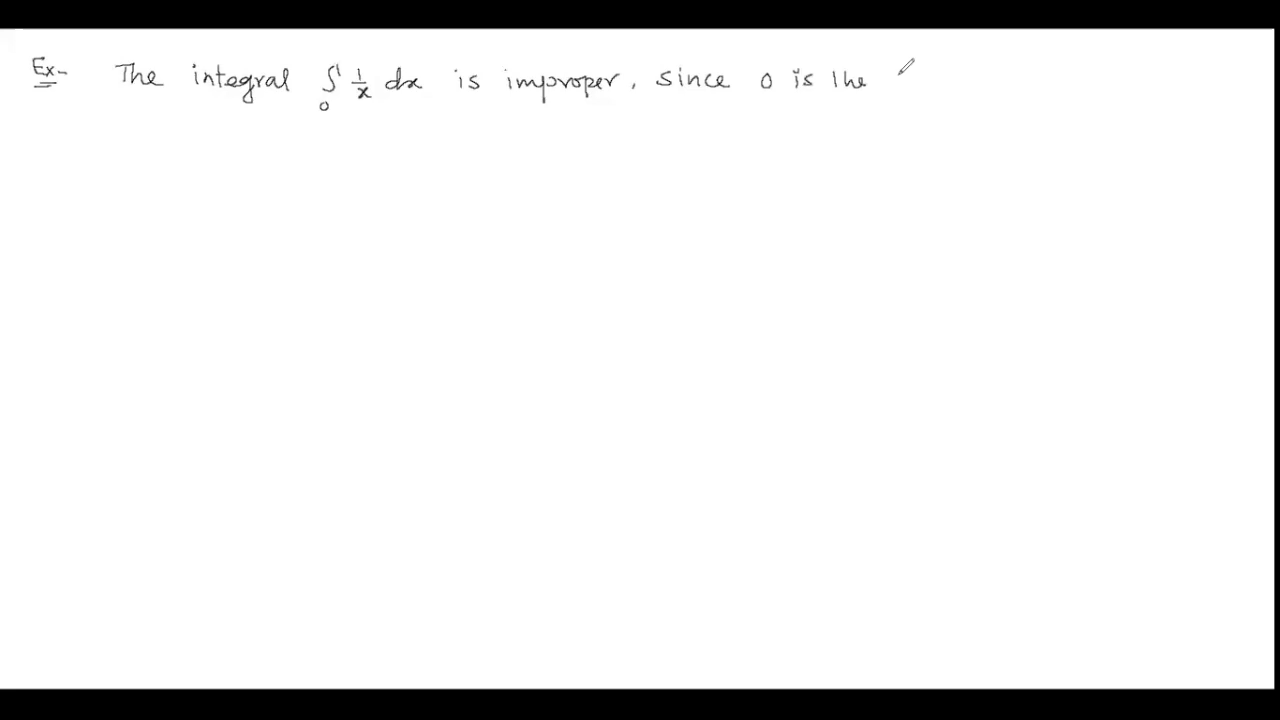 Ex- The integral ∫₀¹ 1/x dx is improper, since 0 is the